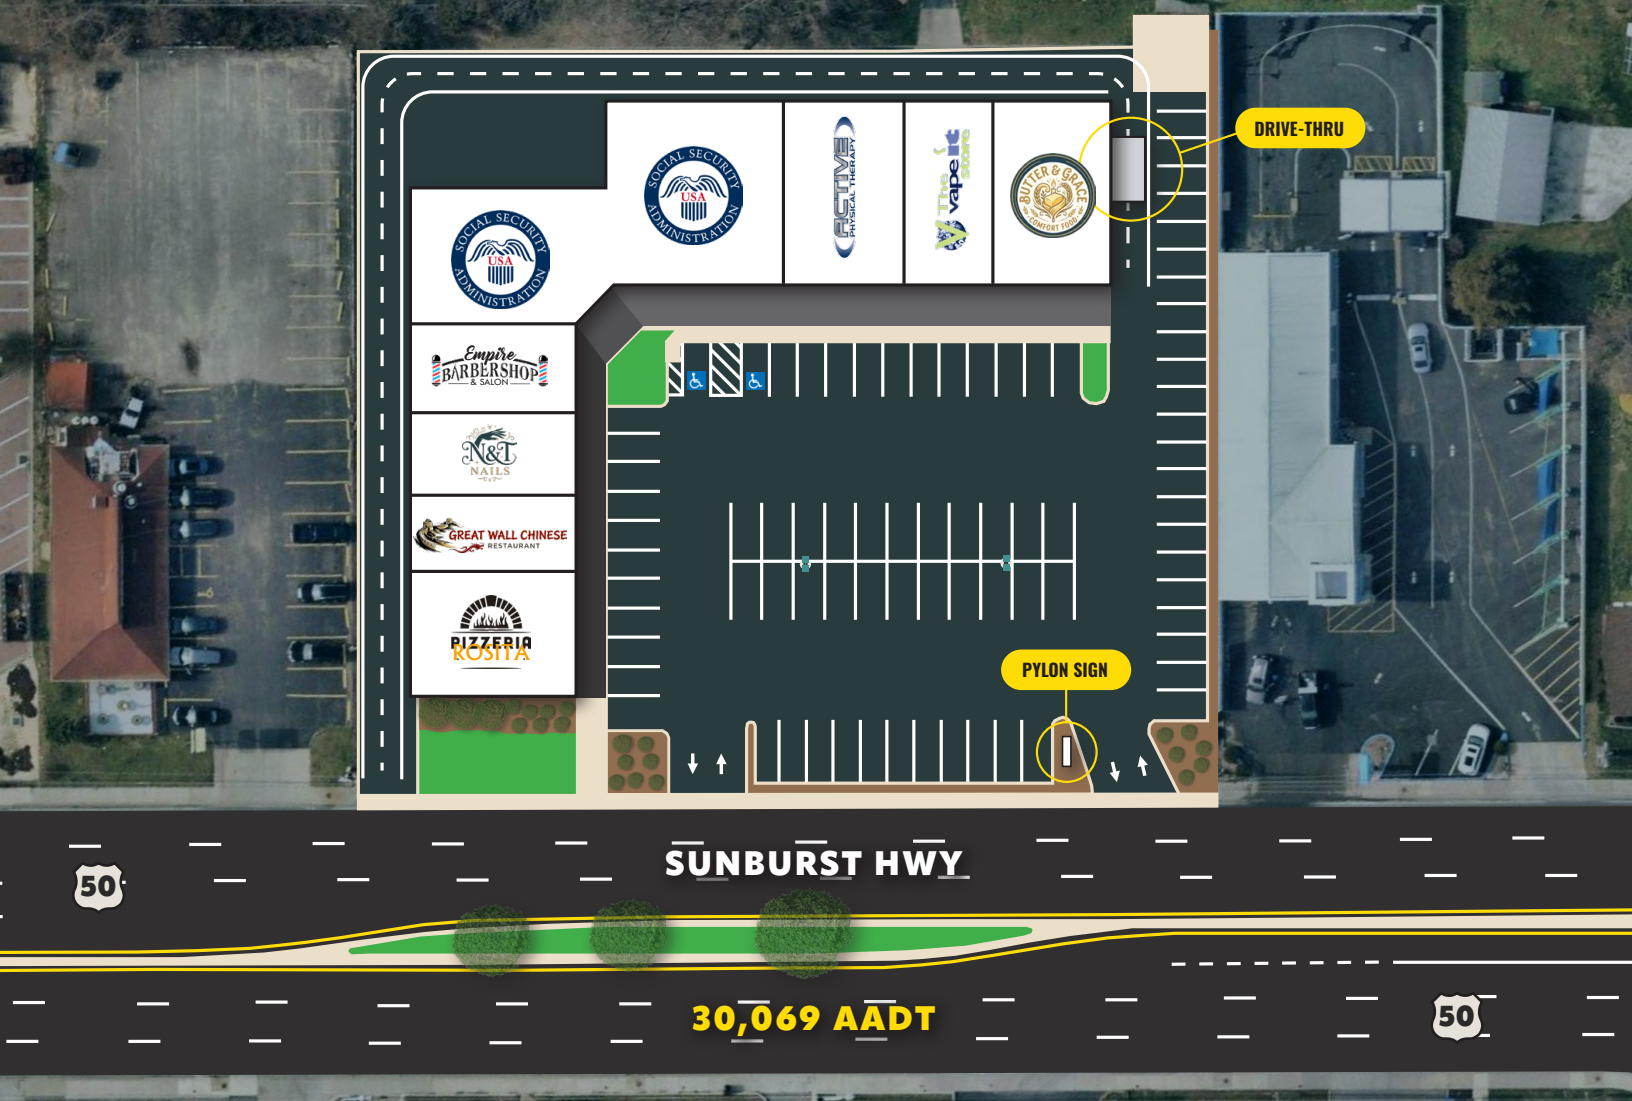 DRIVE-THRU
SOCIAL SECURITY
USA
ADMINISTRATION
ACTIVE
PHYSICAL THERAPY
The
vape it
store
BUTTER & GRACE
COMFORT FOOD
SOCIAL SECURITY
USA
ADMINISTRATION
Empire
BARBERSHOP
& SALON
N&T
NAILS
GREAT WALL CHINESE
RESTAURANT
PIZZERIA
ROSITA
PYLON SIGN
SUNBURST HWY
50
30,069 AADT
50